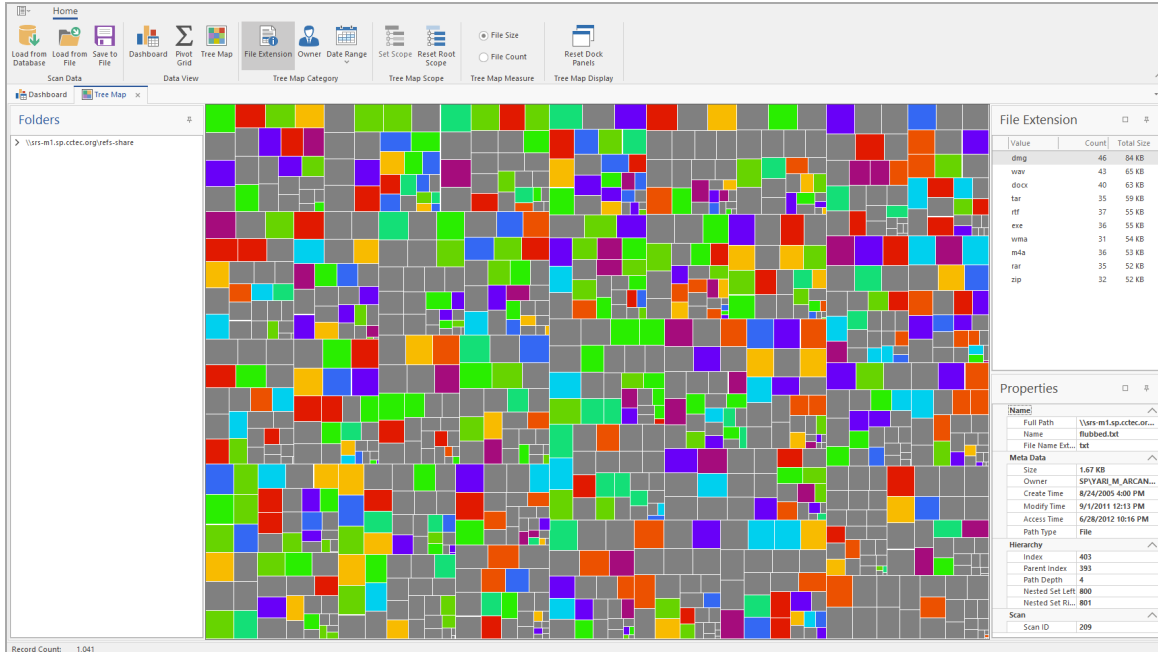 Home
Load from Database
Load from File
Save to File
Dashboard
Pivot Grid
Tree Map
File Extension
Owner
Date Range
Set Scope
Reset Root Scope
File Size
File Count
Reset Dock Panels
Scan Data
Data View
Tree Map Category
Tree Map Scope
Tree Map Measure
Tree Map Display
Dashboard
Tree Map ×
Folders
\\srs-m1.sp.cctec.org\refs-share
File Extension
Value Count Total Size
dmg 46 84 KB
wav 43 65 KB
docx 40 63 KB
tar 35 59 KB
rtf 37 55 KB
exe 36 55 KB
wma 31 54 KB
m4a 36 53 KB
rar 35 52 KB
zip 32 52 KB
Properties
Name
Full Path \\srs-m1.sp.cctec.or...
Name flubbed.txt
File Name Ext... txt
Meta Data
Size 1.67 KB
Owner SP\YARI_M_ARCAN...
Create Time 8/24/2005 4:00 PM
Modify Time 9/1/2011 12:13 PM
Access Time 6/28/2012 10:16 PM
Path Type File
Hierarchy
Index 403
Parent Index 393
Path Depth 4
Nested Set Left 800
Nested Set Ri... 801
Scan
Scan ID 209
Record Count: 1,041